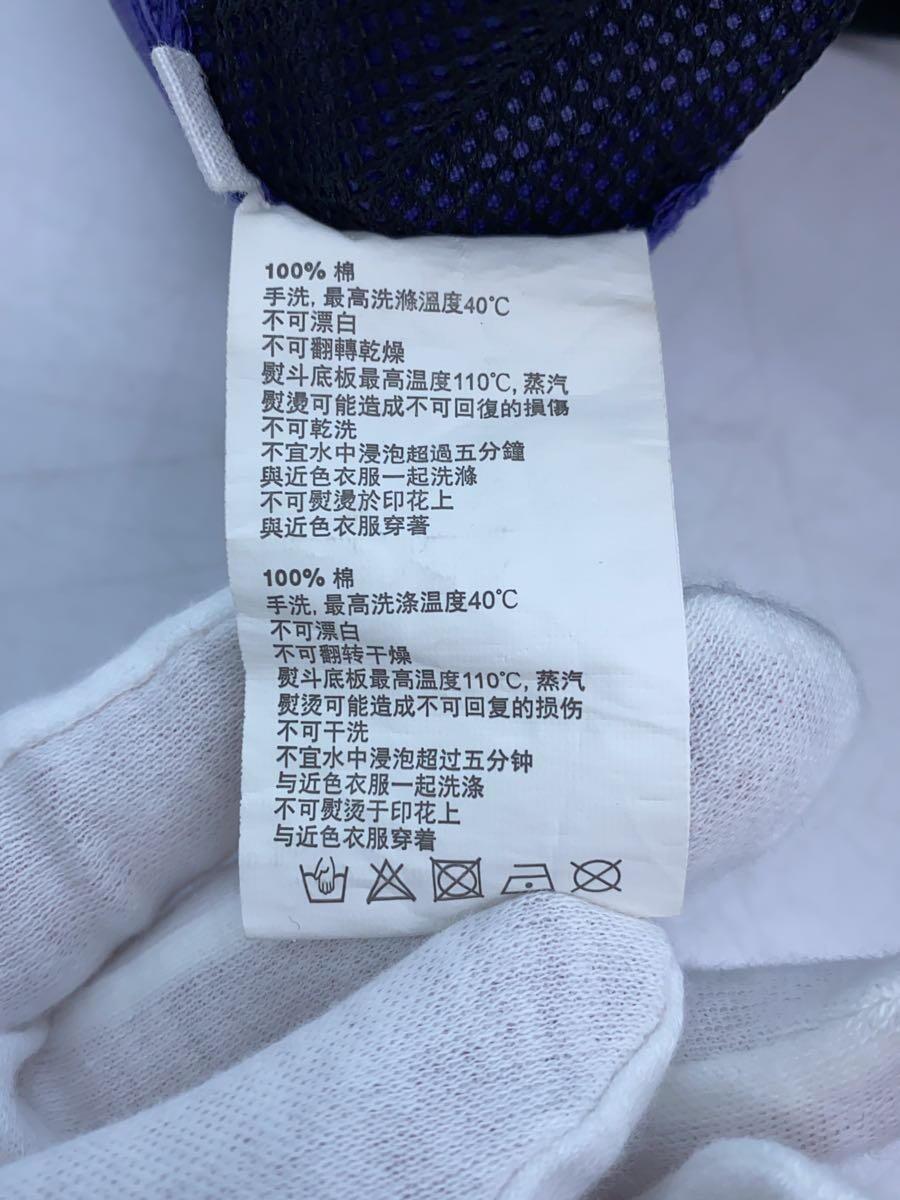 100% 棉
手洗, 最高洗滌溫度40℃
不可漂白
不可翻轉乾燥
熨斗底板最高温度110℃, 蒸汽
熨燙可能造成不可回復的損傷
不可乾洗
不宜水中浸泡超過五分鐘
與近色衣服一起洗滌
不可熨燙於印花上
與近色衣服穿著
100% 棉
手洗, 最高洗涤温度40℃
不可漂白
不可翻转干燥
熨斗底板最高温度110℃, 蒸汽
熨烫可能造成不可回复的损伤
不可干洗
不宜水中浸泡超过五分钟
与近色衣服一起洗涤
不可熨烫于印花上
与近色衣服穿着